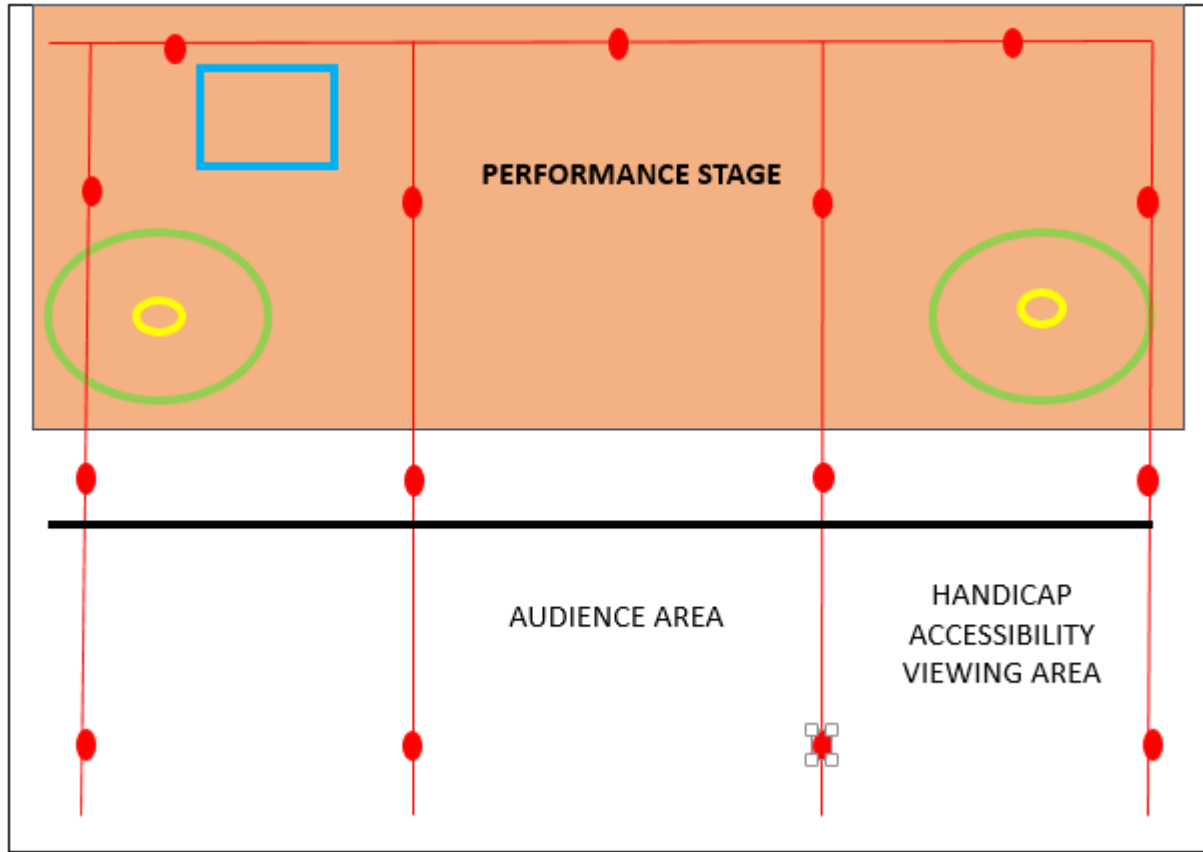 PERFORMANCE STAGE
AUDIENCE AREA
HANDICAP
ACCESSIBILITY
VIEWING AREA